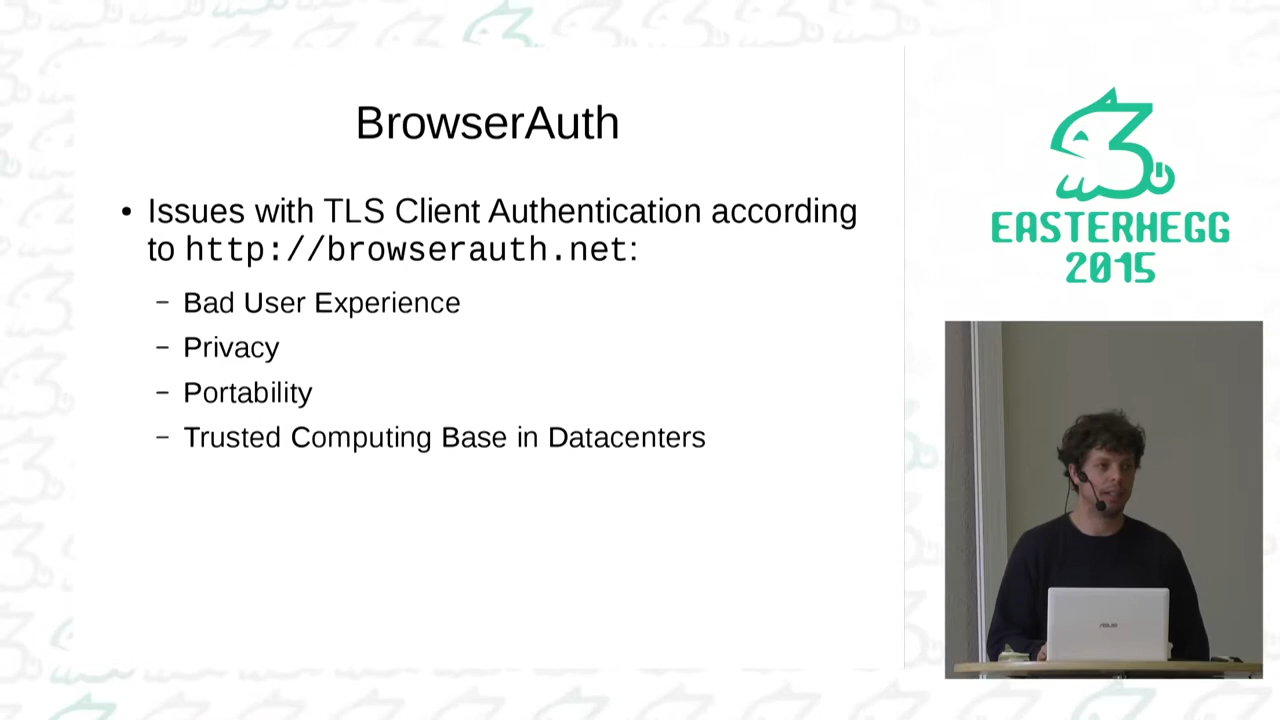 BrowserAuth
• Issues with TLS Client Authentication according
to http://browserauth.net:
– Bad User Experience
– Privacy
– Portability
– Trusted Computing Base in Datacenters
EASTERHEGG
2015
ASUS